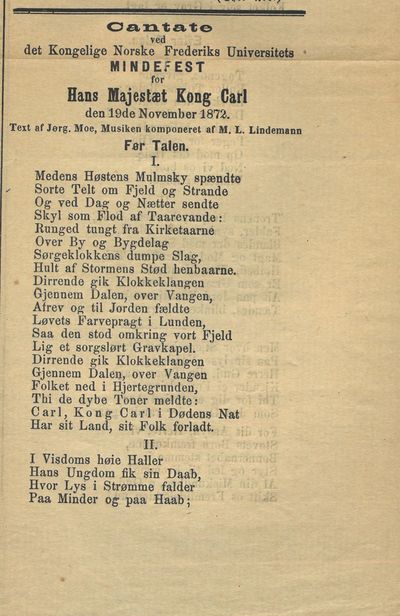 Cantate
ved
det Kongelige Norske Frederiks Universitets
MINDEFEST
for
Hans Majestæt Kong Carl
den 19de November 1872.
Text af Jørg. Moe, Musiken komponeret af M. L. Lindemann
Før Talen.
I.
Medens Høstens Mulmsky spændte
Sorte Telt om Fjeld og Strande
Og ved Dag og Nætter sendte
Skyl som Flod af Taarevande:
Runged tungt fra Kirketaarne
Over By og Bygdelag
Sørgeklokkens dumpe Slag,
Hult af Stormens Stød henbaarne.
Dirrende gik Klokkeklangen
Gjennem Dalen, over Vangen,
Afrev og til Jorden fældte
Løvets Farvepragt i Lunden,
Saa den stod omkring vort Fjeld
Lig et sorgslørt Gravkapel.
Dirrende gik Klokkeklangen
Gjennem Dalen, over Vangen
Folket ned i Hjertegrunden,
Thi de dybe Toner meldte:
Carl, Kong Carl i Dødens Nat
Har sit Land, sit Folk forladt.
II.
I Visdoms høie Haller
Hans Ungdom fik sin Daab,
Hvor Lys i Strømme falder
Paa Minder og paa Haab;